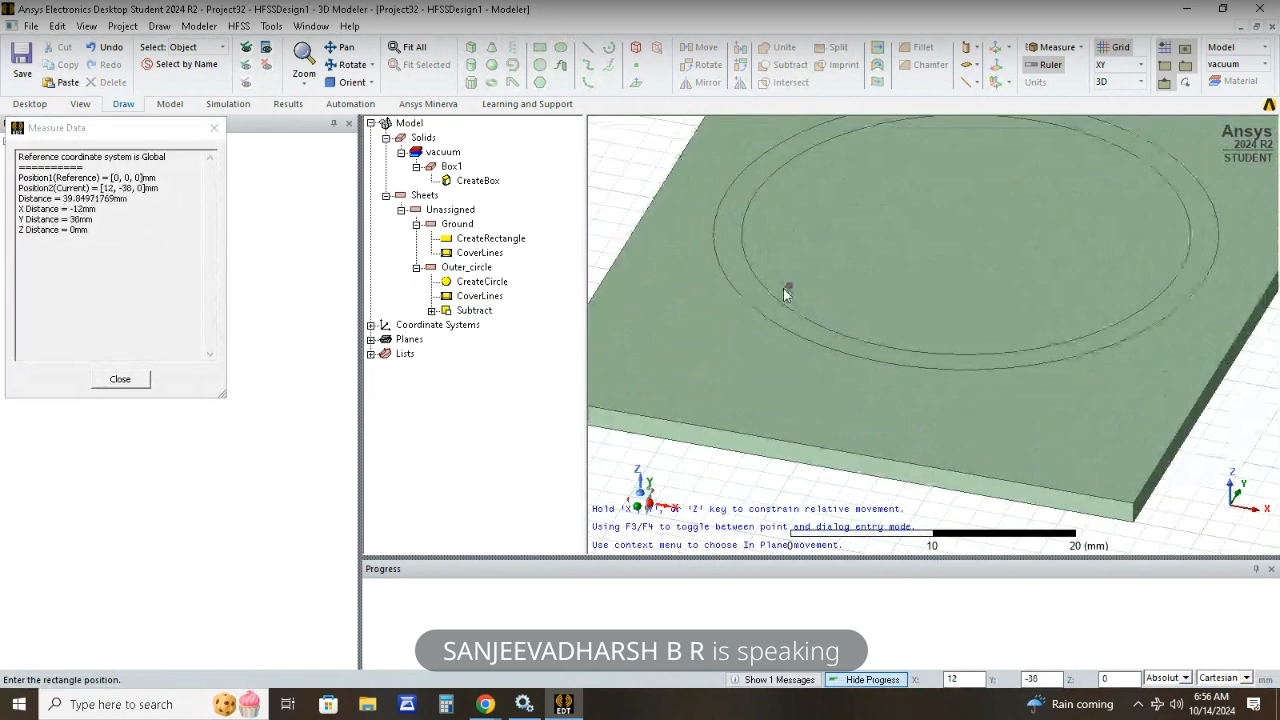 Ansys Electronics Desktop Student 2024 R2 - Project32 - HFSSDesign1 - 3D Modeler - [Project32 - HFSSDesign1 - Modeler]
File Edit View Project Draw Modeler HFSS Tools Window Help
Save
Cut Undo
Copy Redo
Paste Delete
Select: Object
Select by Name
Zoom
Pan
Rotate
Orient
Fit All
Fit Selected
Move
Rotate
Mirror
Unite Split
Subtract Imprint
Intersect
Fillet
Chamfer
Measure
Ruler
Units
Grid
XY
3D
Model
vacuum
Material
Desktop View Draw Model Simulation Results Automation Ansys Minerva Learning and Support
Measure Data
Reference coordinate system is Global
==========
Position1(Reference) = [0, 0, 0]mm
Position2(Current) = [12, -38, 0]mm
Distance = 39.84971769mm
X Distance = -12mm
Y Distance = 38mm
Z Distance = 0mm
Close
Model
Solids
vacuum
Box1
CreateBox
Sheets
Unassigned
Ground
CreateRectangle
CoverLines
Outer_circle
CreateCircle
CoverLines
Subtract
Coordinate Systems
Planes
Lists
Ansys
2024 R2
STUDENT
Z
Y
X
Z
Y
X
Hold 'X', 'Y', or 'Z' key to constrain relative movement.
Using F3/F4 to toggle between point and dialog entry mode.
Use context menu to choose In Plane movement.
0 10 20 (mm)
Progress
SANJEEVADHARSH B R is speaking
Enter the rectangle position.
Show 1 Messages Hide Progress X: 12 Y: -38 Z: 0 Absolut Cartesian mm
Type here to search
EDT
Rainfall coming
6:56 AM
10/14/2024